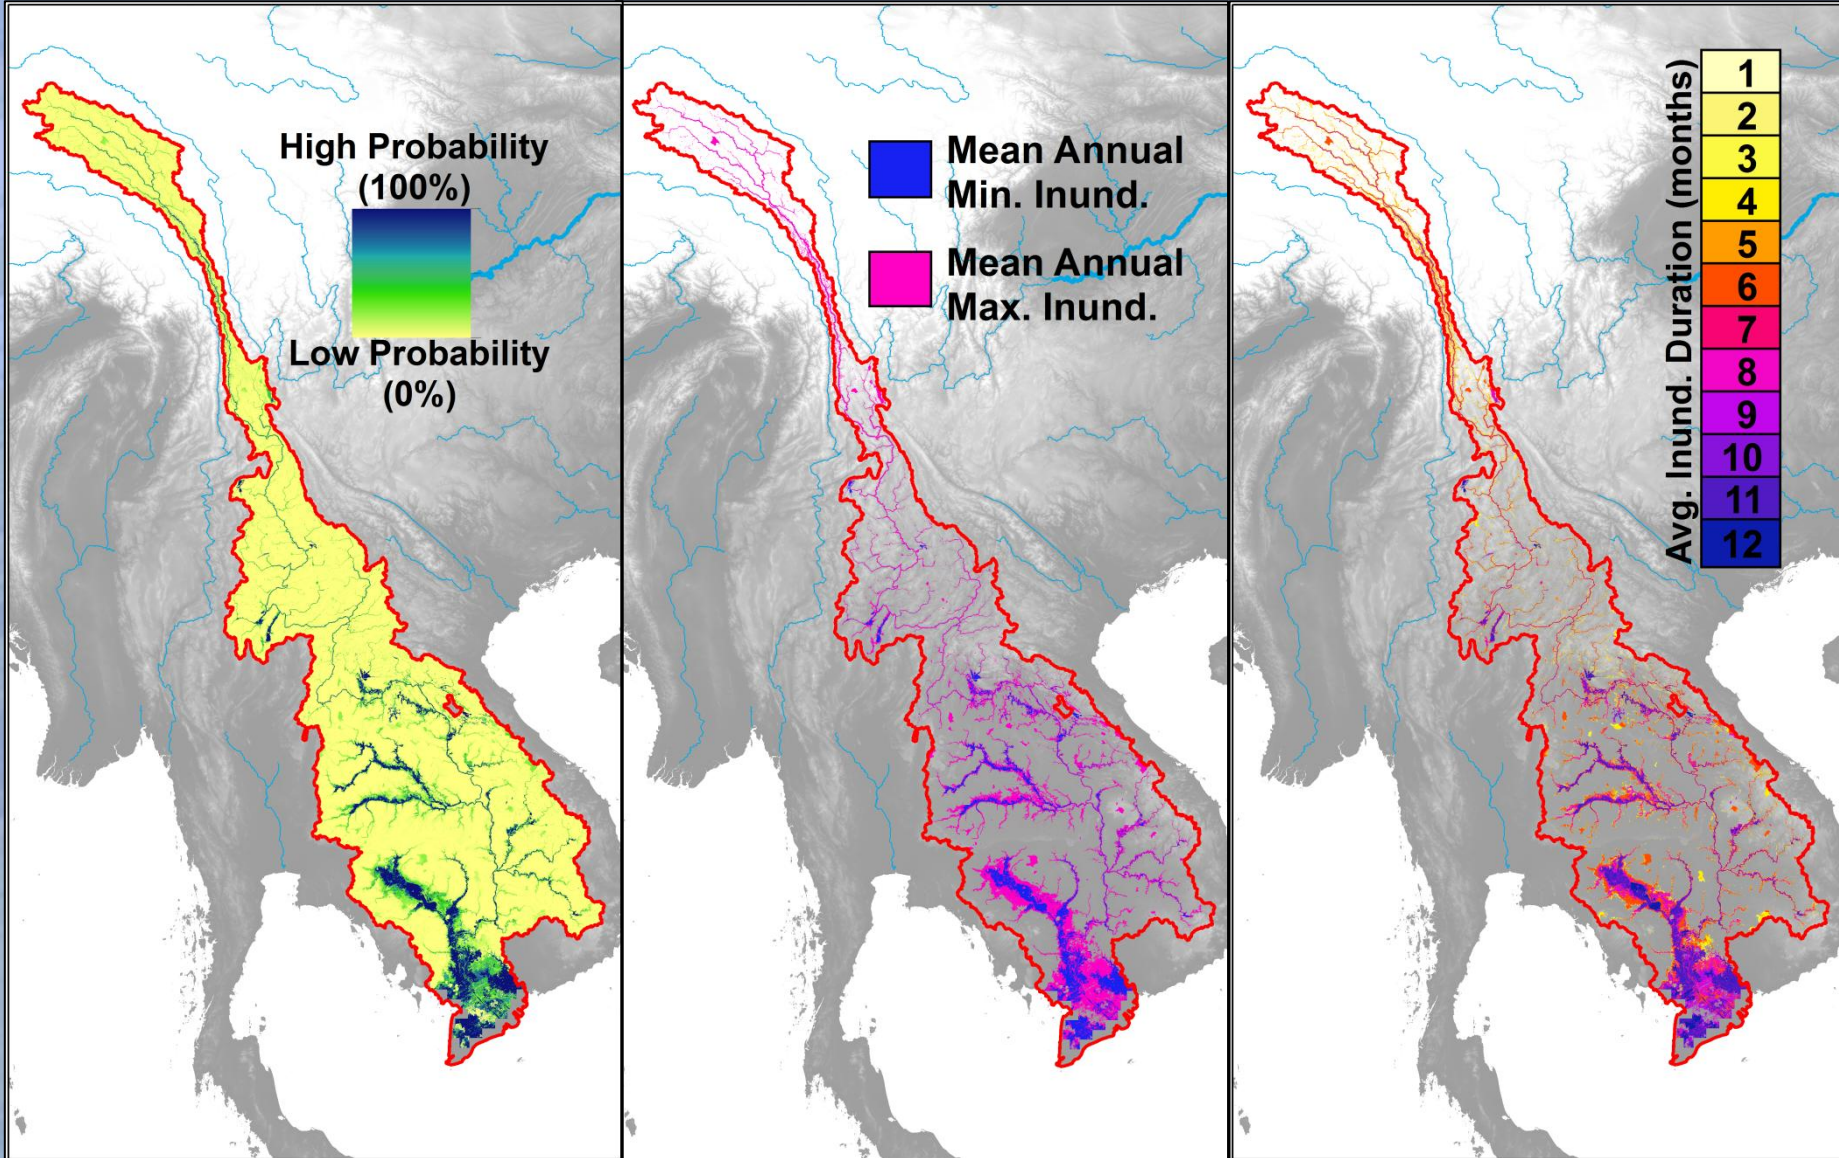 High Probability
(100%)
Low Probability
(0%)
Mean Annual
Min. Inund.
Mean Annual
Max. Inund.
Avg. Inund. Duration (months)
1
2
3
4
5
6
7
8
9
10
11
12